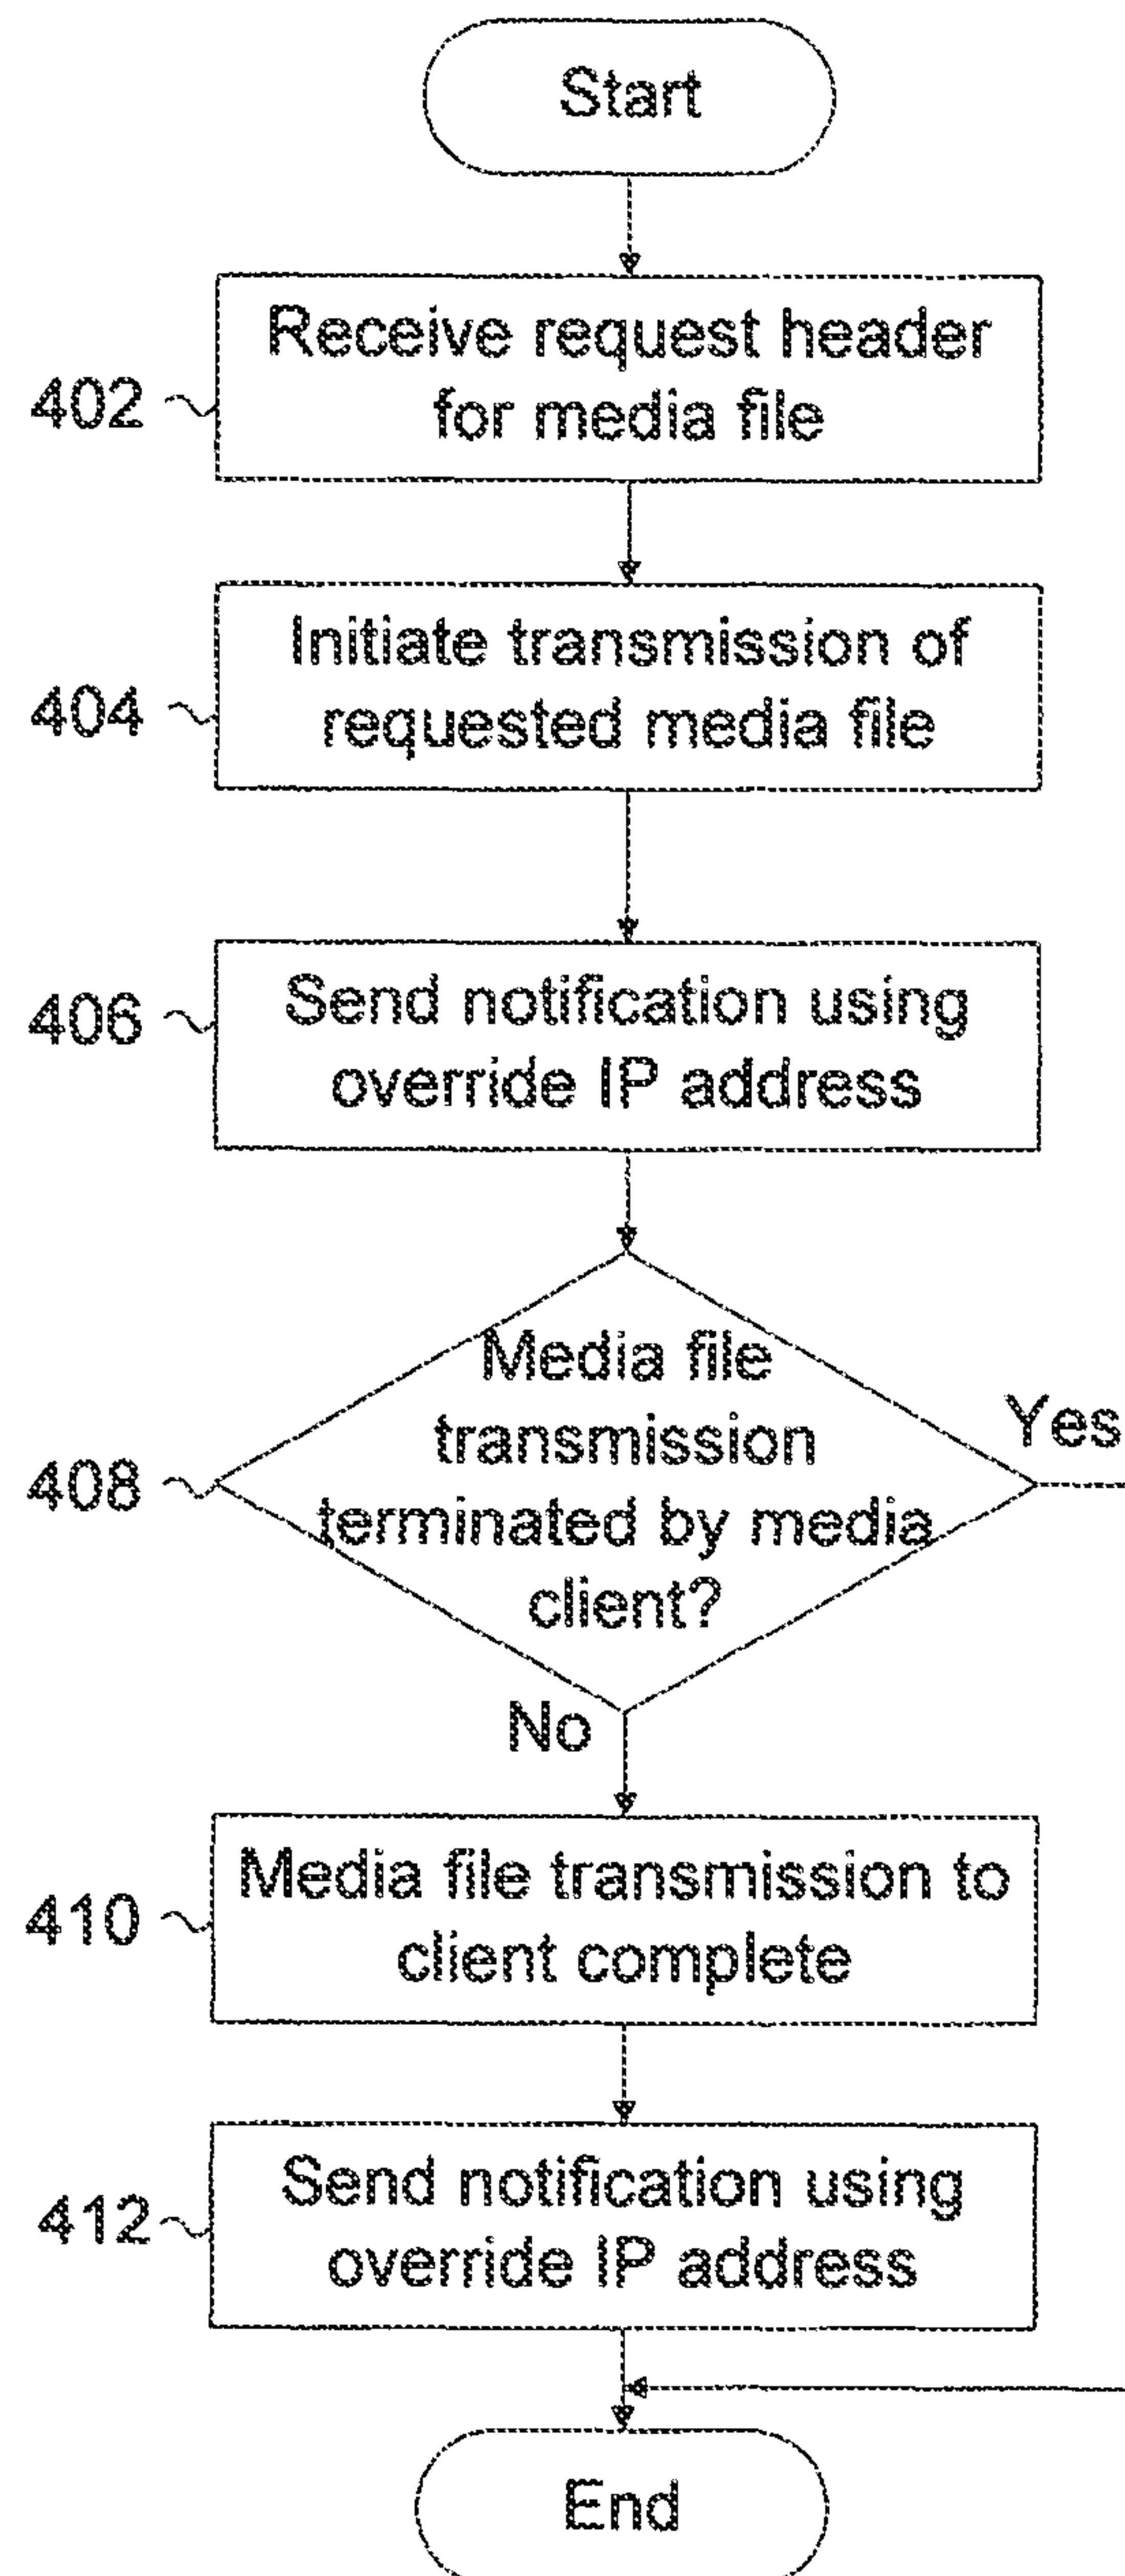 Start
Receive request header
for media file
402
Initiate transmission of
requested media file
404
Send notification using
override IP address
406
Media file
transmission
terminated by media
client?
408
Yes
No
Media file transmission to
client complete
410
Send notification using
override IP address
412
End